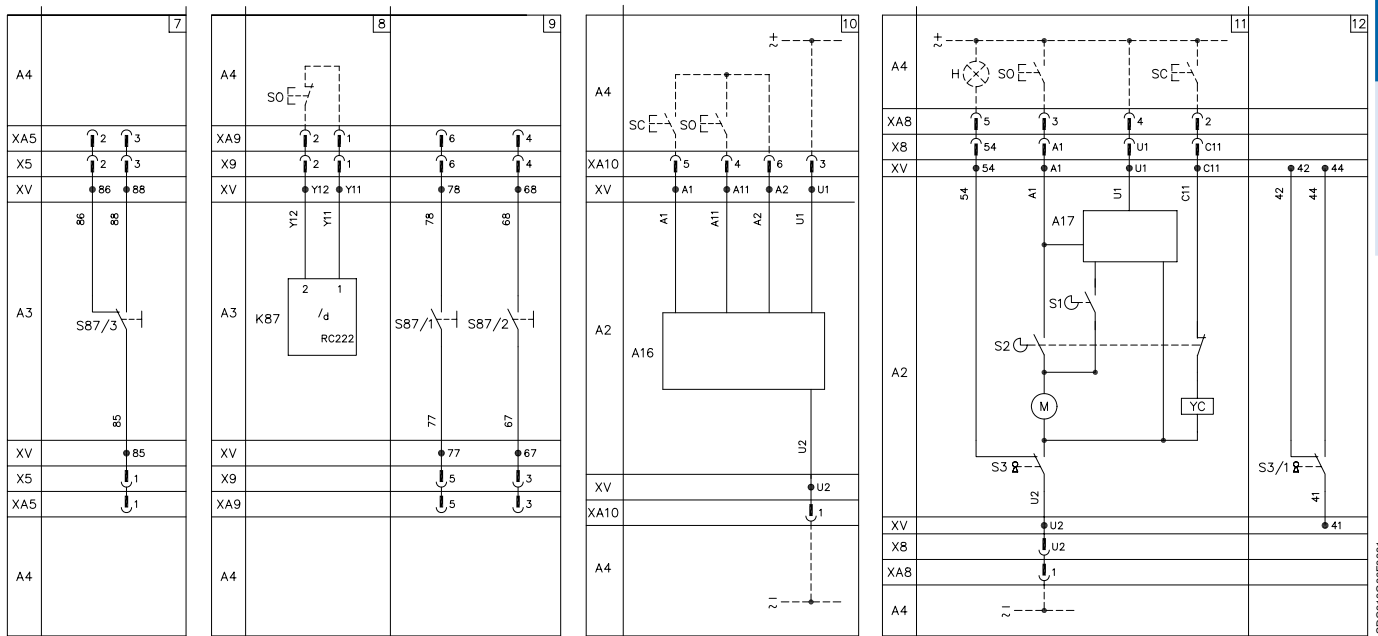 7
A4
XA5 2 3
X5 2 3
XV 86 88
86 88
A3
S87/3
85
XV 85
X5 1
XA5 1
A4
8 9
A4
SO
XA9 2 1 6 4
X9 2 1 6 4
XV Y12 Y11 78 68
Y12 Y11 78 68
2 1
A3 K87 /d S87/1 S87/2
RC222
77 67
XV 77 67
X9 5 3
XA9 5 3
A4
10
+
~
A4
SC SO
XA10 5 4 6 3
XV A1 A11 A2 U1
A1 A11 A2 U1
A2
A16
U2
XV U2
XA10 1
A4
–
~
11 12
+
~
A4 H SO SC
XA8 5 3 4 2
X8 54 A1 U1 C11
XV 54 A1 U1 C11 42 44
54 A1 U1 C11 42 44
A17
S1
S2
A2
M YC
S3 S3/1
U2 41
XV U2 41
X8 U2
XA8 1
A4 –
~